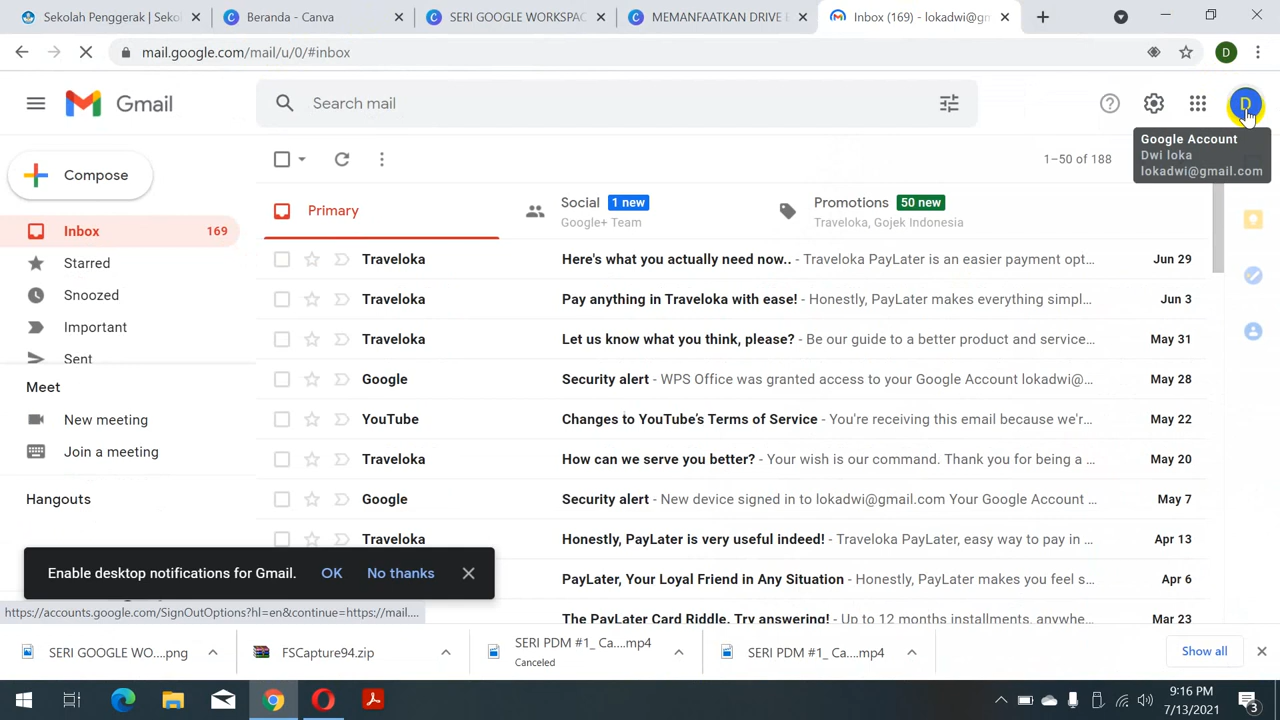 Sekolah Penggerak | Seko
Beranda - Canva
SERI GOOGLE WORKSPAC
MEMANFAATKAN DRIVE B
Inbox (169) - lokadwi@gm
mail.google.com/mail/u/0/#inbox
D
Gmail
Search mail
D
Google Account
Dwi loka
lokadwi@gmail.com
Compose
1–50 of 188
Inbox 169
Starred
Snoozed
Important
Sent
Meet
New meeting
Join a meeting
Hangouts
Primary
Social 1 new
Google+ Team
Promotions 50 new
Traveloka, Gojek Indonesia
Traveloka Here's what you actually need now.. - Traveloka PayLater is an easier payment opt... Jun 29
Traveloka Pay anything in Traveloka with ease! - Honestly, PayLater makes everything simpl... Jun 3
Traveloka Let us know what you think, please? - Be our guide to a better product and service... May 31
Google Security alert - WPS Office was granted access to your Google Account lokadwi@... May 28
YouTube Changes to YouTube's Terms of Service - You're receiving this email because we'r... May 22
Traveloka How can we serve you better? - Your wish is our command. Thank you for being a ... May 20
Google Security alert - New device signed in to lokadwi@gmail.com Your Google Account ... May 7
Traveloka Honestly, PayLater is very useful indeed! - Traveloka PayLater, easy way to pay in ... Apr 13
PayLater, Your Loyal Friend in Any Situation - Honestly, PayLater makes you feel s... Apr 6
The PayLater Card Riddle. Try answering! - Up to 12 months installments, anywhe... Mar 23
Enable desktop notifications for Gmail. OK No thanks
https://accounts.google.com/SignOutOptions?hl=en&continue=https://mail....
SERI GOOGLE WO....png
FSCapture94.zip
SERI PDM #1_ Ca....mp4
Canceled
SERI PDM #1_ Ca....mp4
Show all
9:16 PM
7/13/2021
3